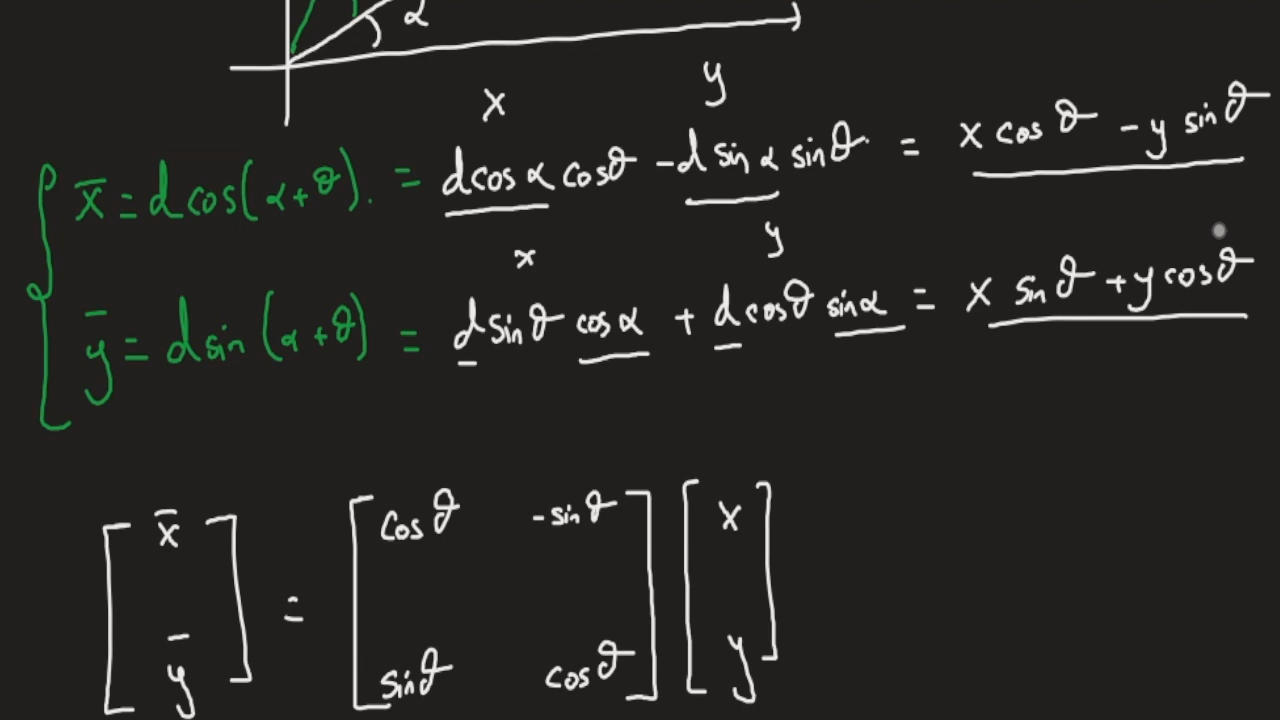 α
x y
x̄ = d cos(α+ϑ). = d cos α cos ϑ - d sin α sin ϑ. = x cos ϑ - y sin ϑ
x y
ȳ = d sin (α+ϑ) = d sin ϑ cos α + d cos ϑ sin α = x sin ϑ + y cos ϑ
[ x̄ ] [ cos ϑ - sin ϑ ] [ x ]
=
[ ȳ ] [ sin ϑ cos ϑ ] [ y ]